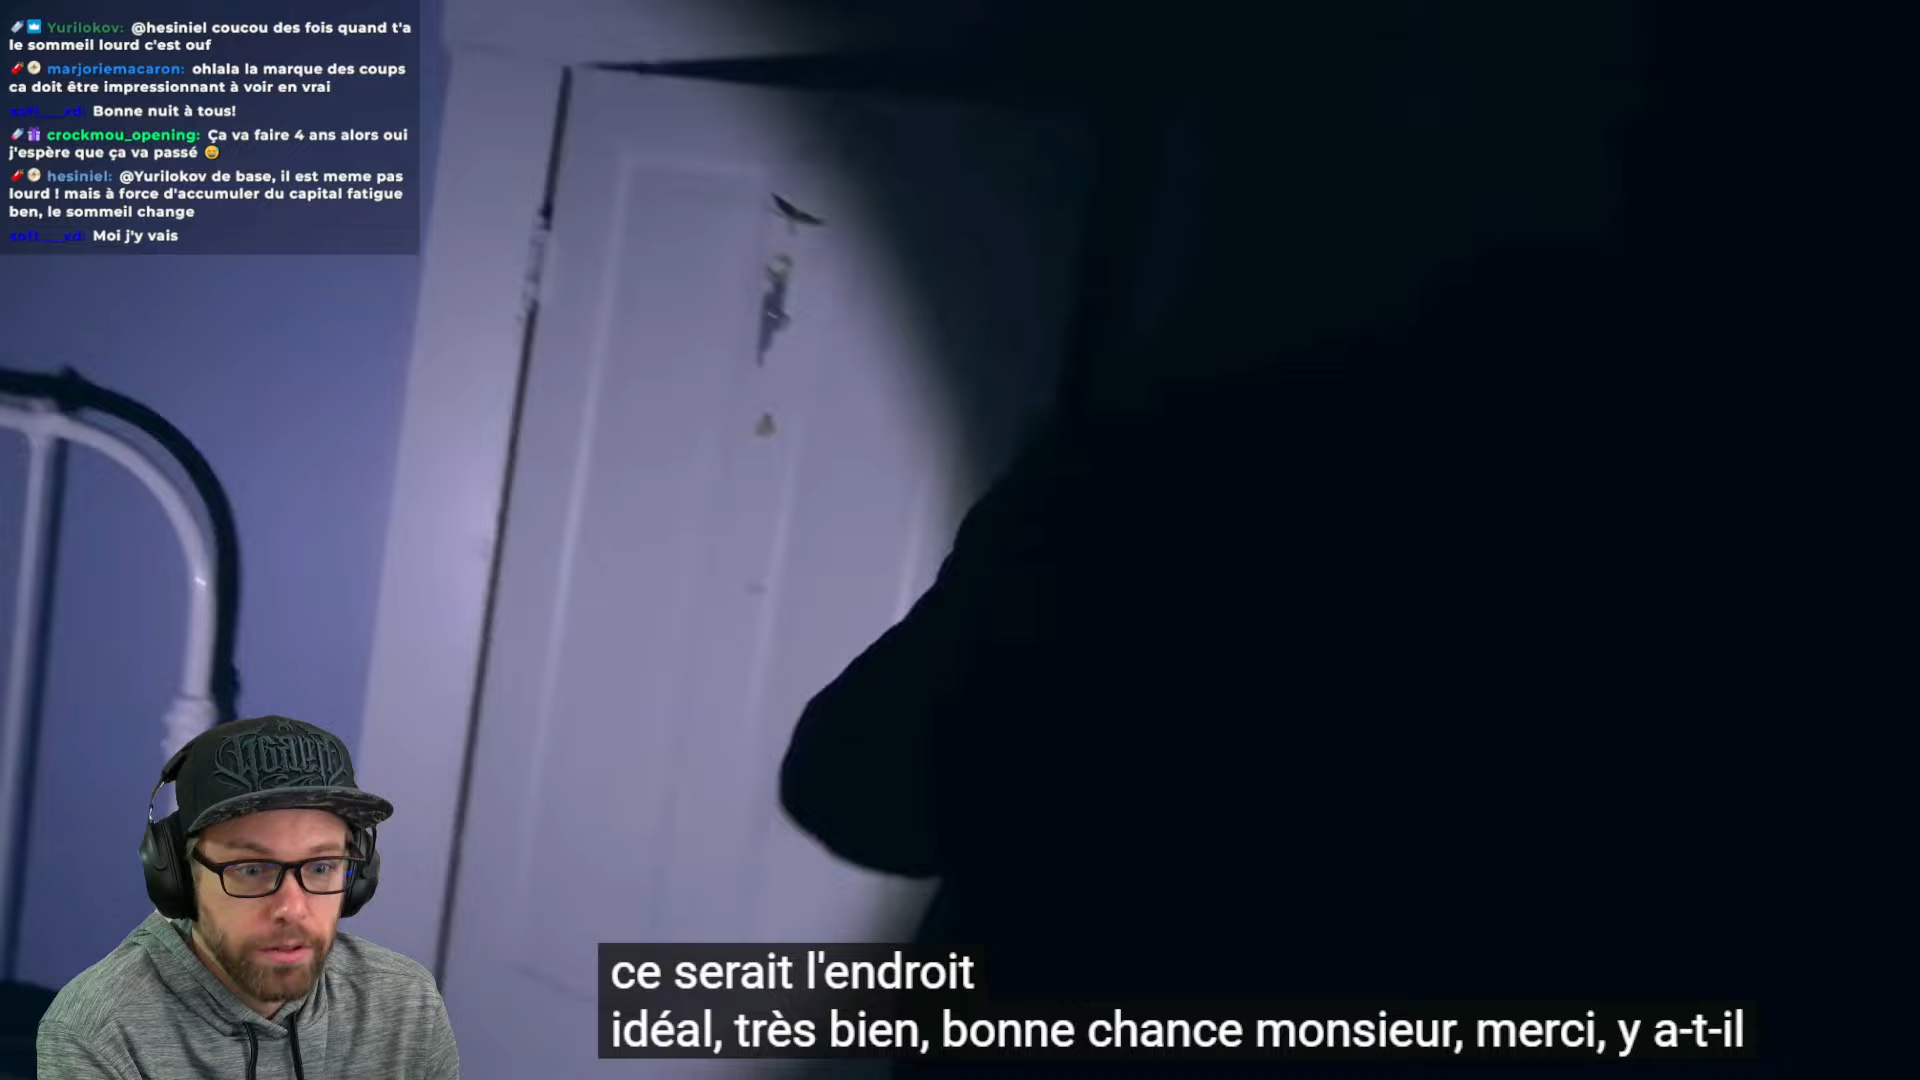 Yurilokov: @hesiniel coucou des fois quand t'a
le sommeil lourd c'est ouf
marjoriemacaron: ohlala la marque des coups
ca doit être impressionnant à voir en vrai
soft___xd: Bonne nuit à tous!
crockmou_opening: Ça va faire 4 ans alors oui
j'espère que ça va passé 😅
hesiniel: @Yurilokov de base, il est meme pas
lourd ! mais à force d'accumuler du capital fatigue
ben, le sommeil change
soft___xd: Moi j'y vais
ce serait l'endroit
idéal, très bien, bonne chance monsieur, merci, y a-t-il